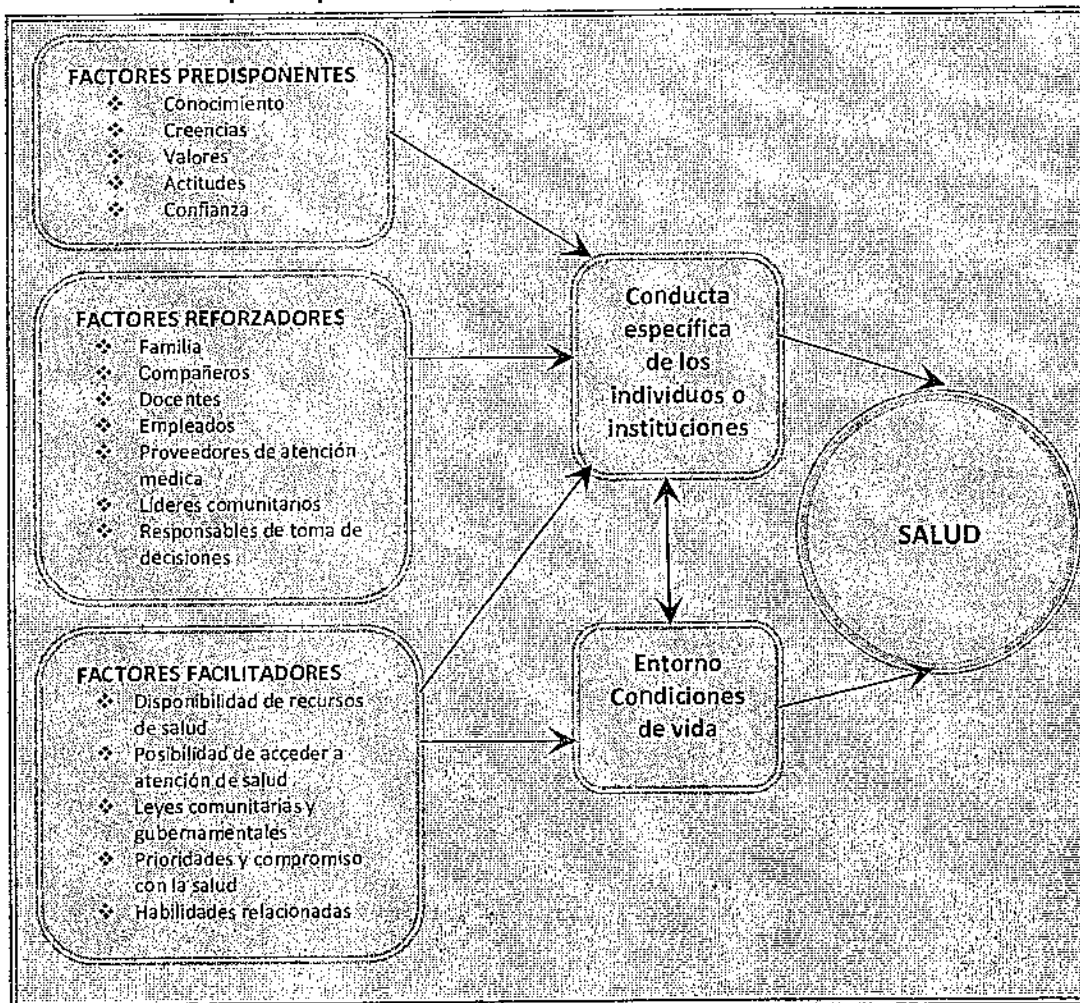 FACTORES PREDISPONENTES
❖ Conocimiento
❖ Creencias
❖ Valores
❖ Actitudes
❖ Confianza
FACTORES REFORZADORES
❖ Familia
❖ Compañeros
❖ Docentes
❖ Empleados
❖ Proveedores de atención
medica
❖ Líderes comunitarios
❖ Responsables de toma de
decisiones
FACTORES FACILITADORES
❖ Disponibilidad de recursos
de salud
❖ Posibilidad de acceder a
atención de salud
❖ Leyes comunitarias y
gubernamentales
❖ Prioridades y compromiso
con la salud
❖ Habilidades relacionadas
Conducta
específica
de los
individuos o
instituciones
Entorno
Condiciones
de vida
SALUD